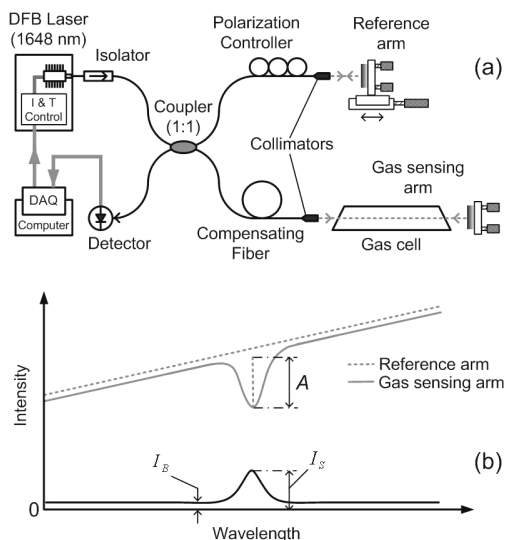 DFB Laser
(1648 nm)
Isolator
I & T
Control
DAQ
Computer
Detector
Coupler
(1:1)
Polarization
Controller
Reference
arm
(a)
Collimators
Compensating
Fiber
Gas sensing
arm
Gas cell
Intensity
A
Reference arm
Gas sensing arm
I_B
I_S
(b)
0
Wavelength